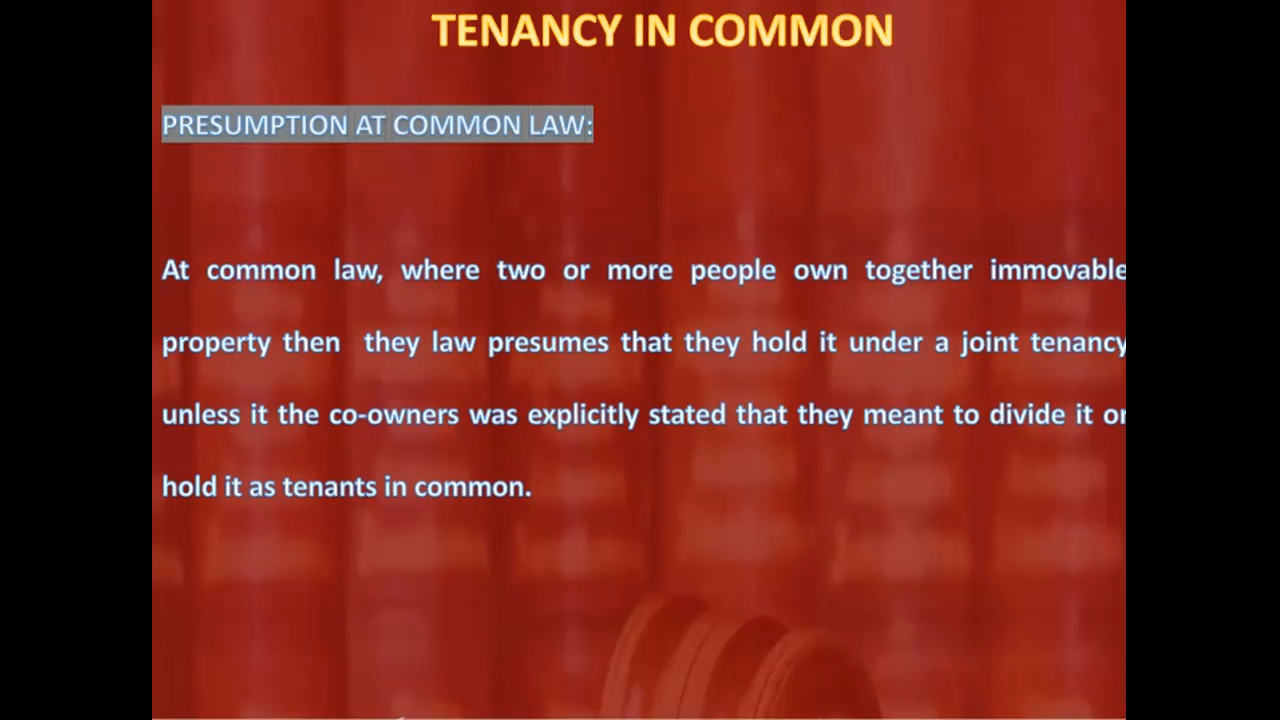 TENANCY IN COMMON
PRESUMPTION AT COMMON LAW:
At common law, where two or more people own together immovable
property then they law presumes that they hold it under a joint tenancy
unless it the co-owners was explicitly stated that they meant to divide it or
hold it as tenants in common.